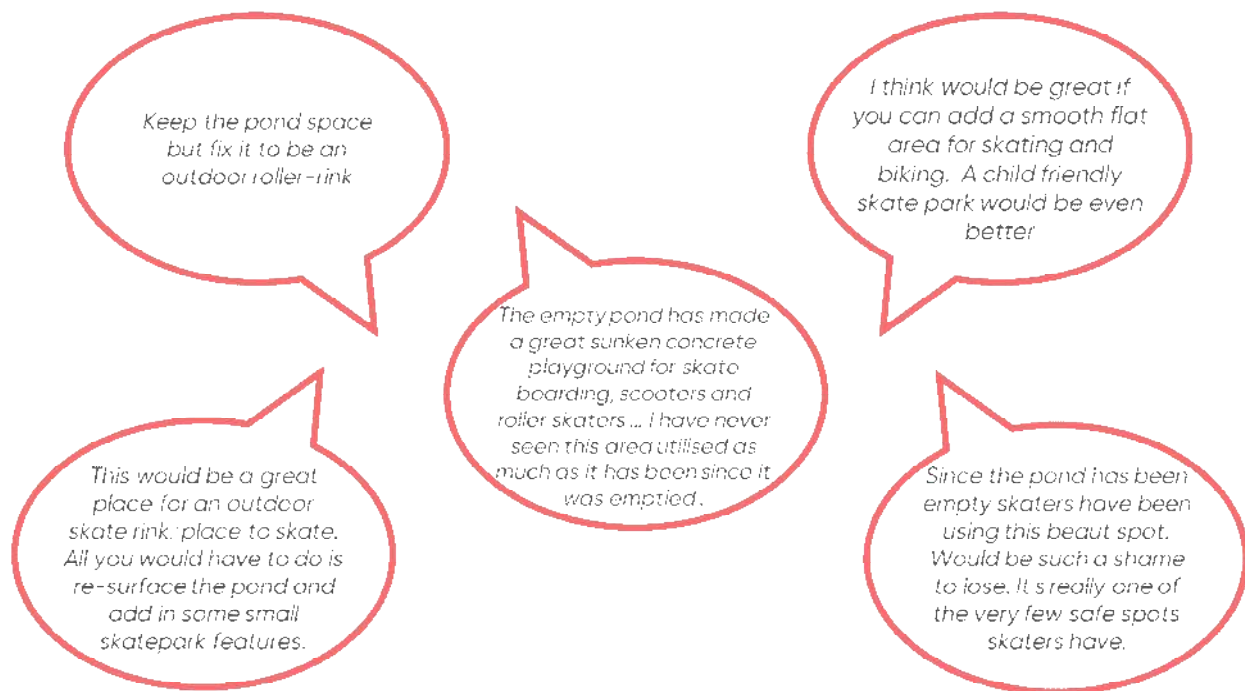 Keep the pond space
but fix it to be an
outdoor roller-rink
I think would be great if
you can add a smooth flat
area for skating and
biking. A child friendly
skate park would be even
better
The empty pond has made
a great sunken concrete
playground for skate
boarding, scooters and
roller skaters ... I have never
seen this area utilised as
much as it has been since it
was emptied.
This would be a great
place for an outdoor
skate rink/place to skate.
All you would have to do is
re-surface the pond and
add in some small
skatepark features.
Since the pond has been
empty skaters have been
using this beaut spot.
Would be such a shame
to lose. It s really one of
the very few safe spots
skaters have.